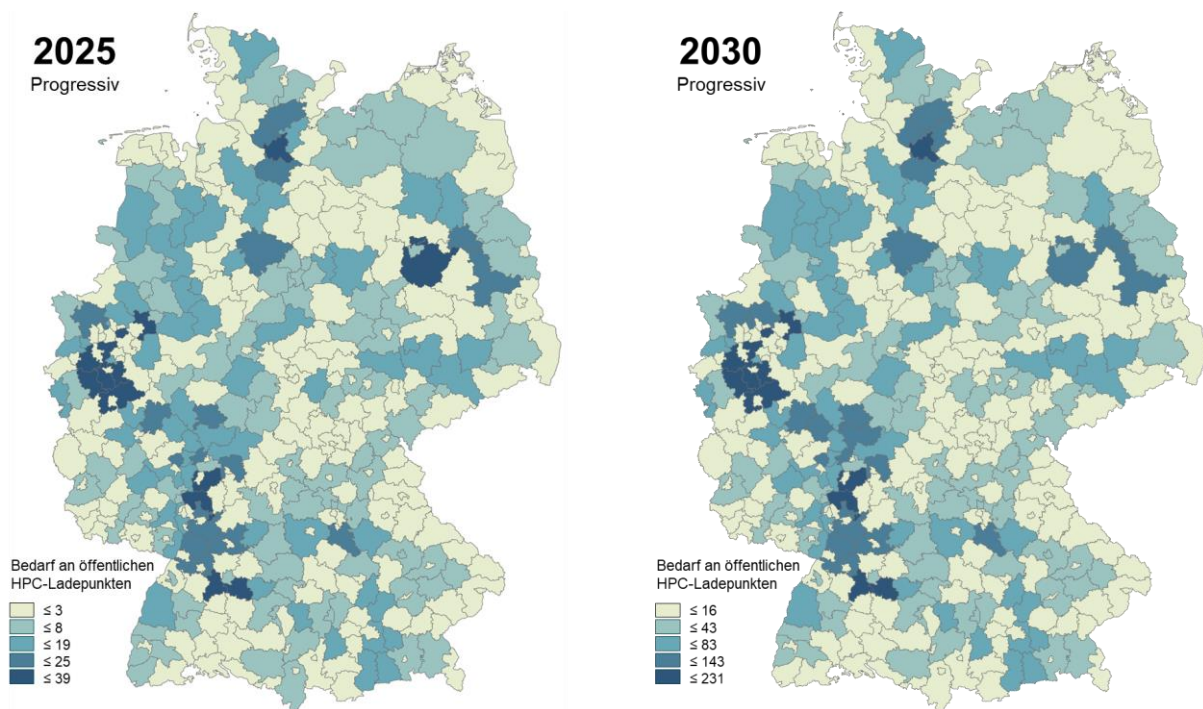 2025
Progressiv
Bedarf an öffentlichen
HPC-Ladepunkten
≤ 3
≤ 8
≤ 19
≤ 25
≤ 39
2030
Progressiv
Bedarf an öffentlichen
HPC-Ladepunkten
≤ 16
≤ 43
≤ 83
≤ 143
≤ 231